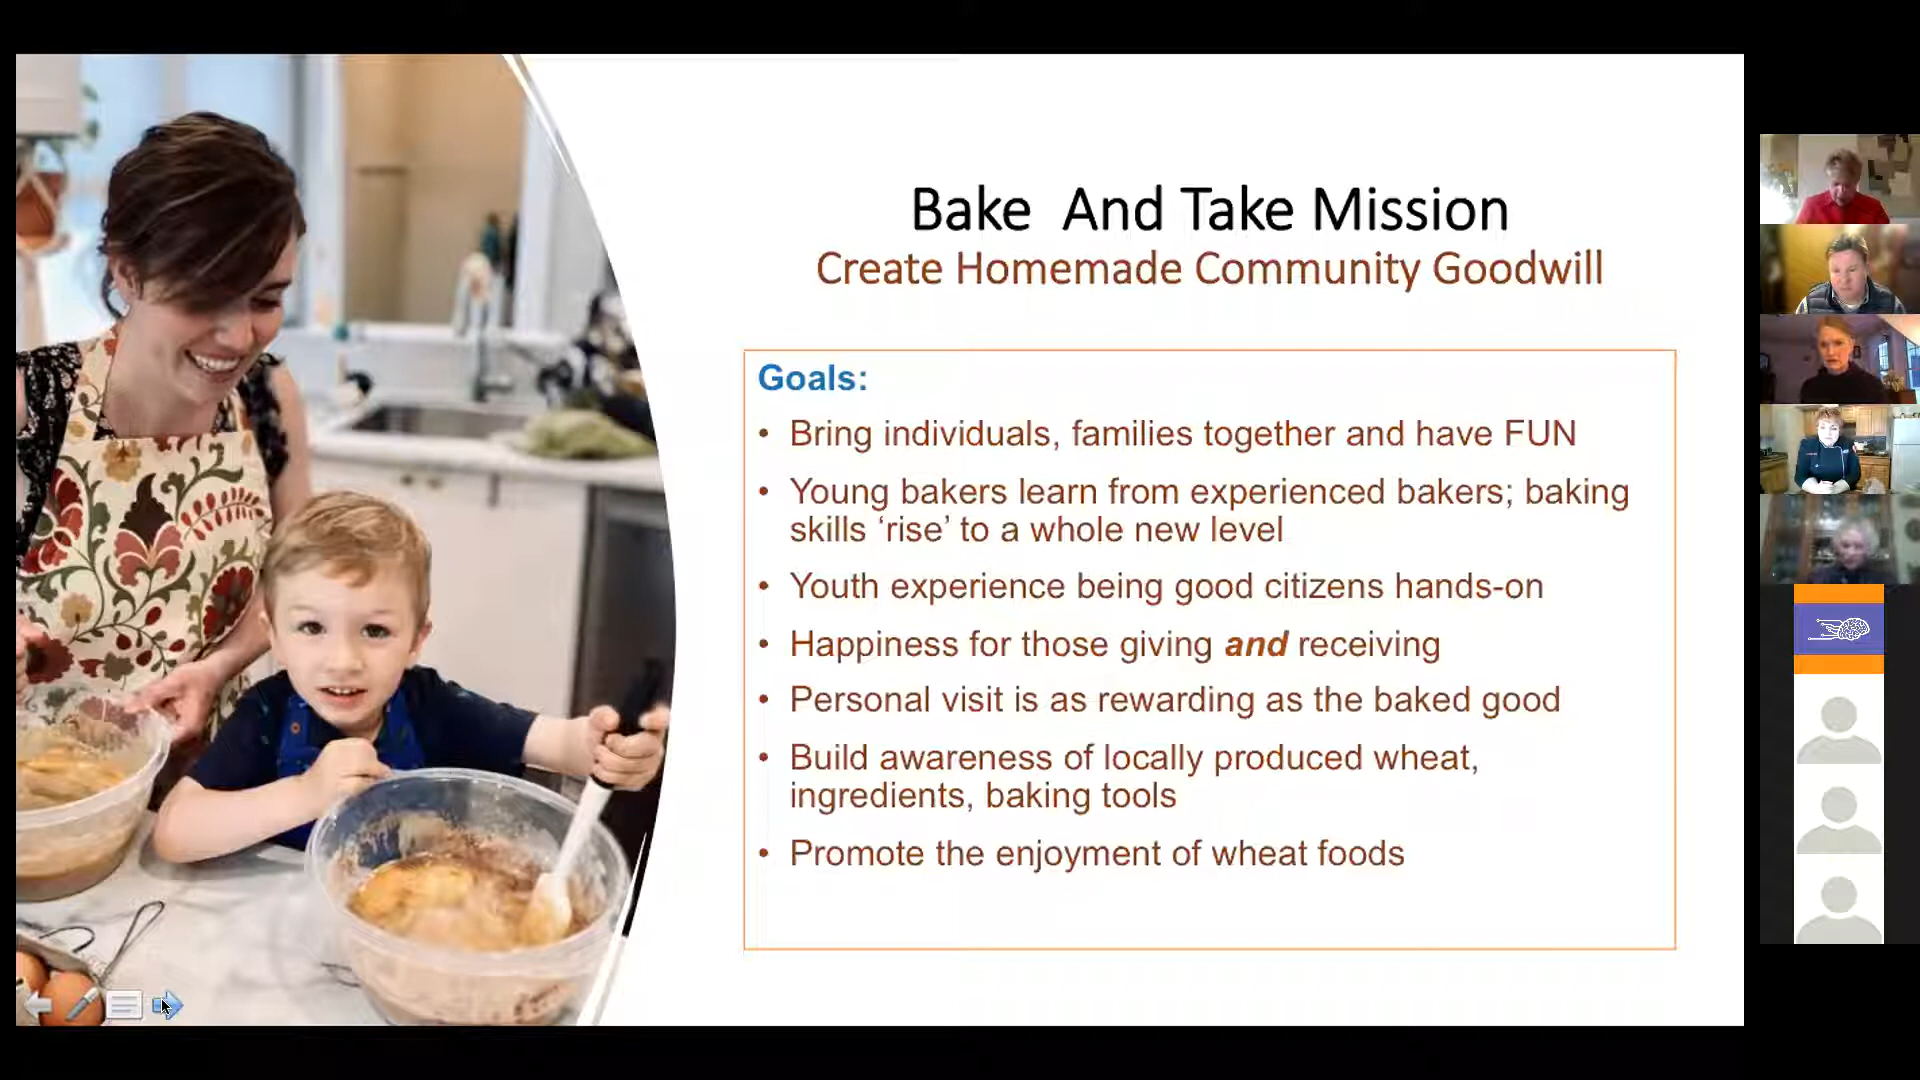 Bake And Take Mission
Create Homemade Community Goodwill
Goals:
• Bring individuals, families together and have FUN
• Young bakers learn from experienced bakers; baking
skills ‘rise’ to a whole new level
• Youth experience being good citizens hands-on
• Happiness for those giving and receiving
• Personal visit is as rewarding as the baked good
• Build awareness of locally produced wheat,
ingredients, baking tools
• Promote the enjoyment of wheat foods